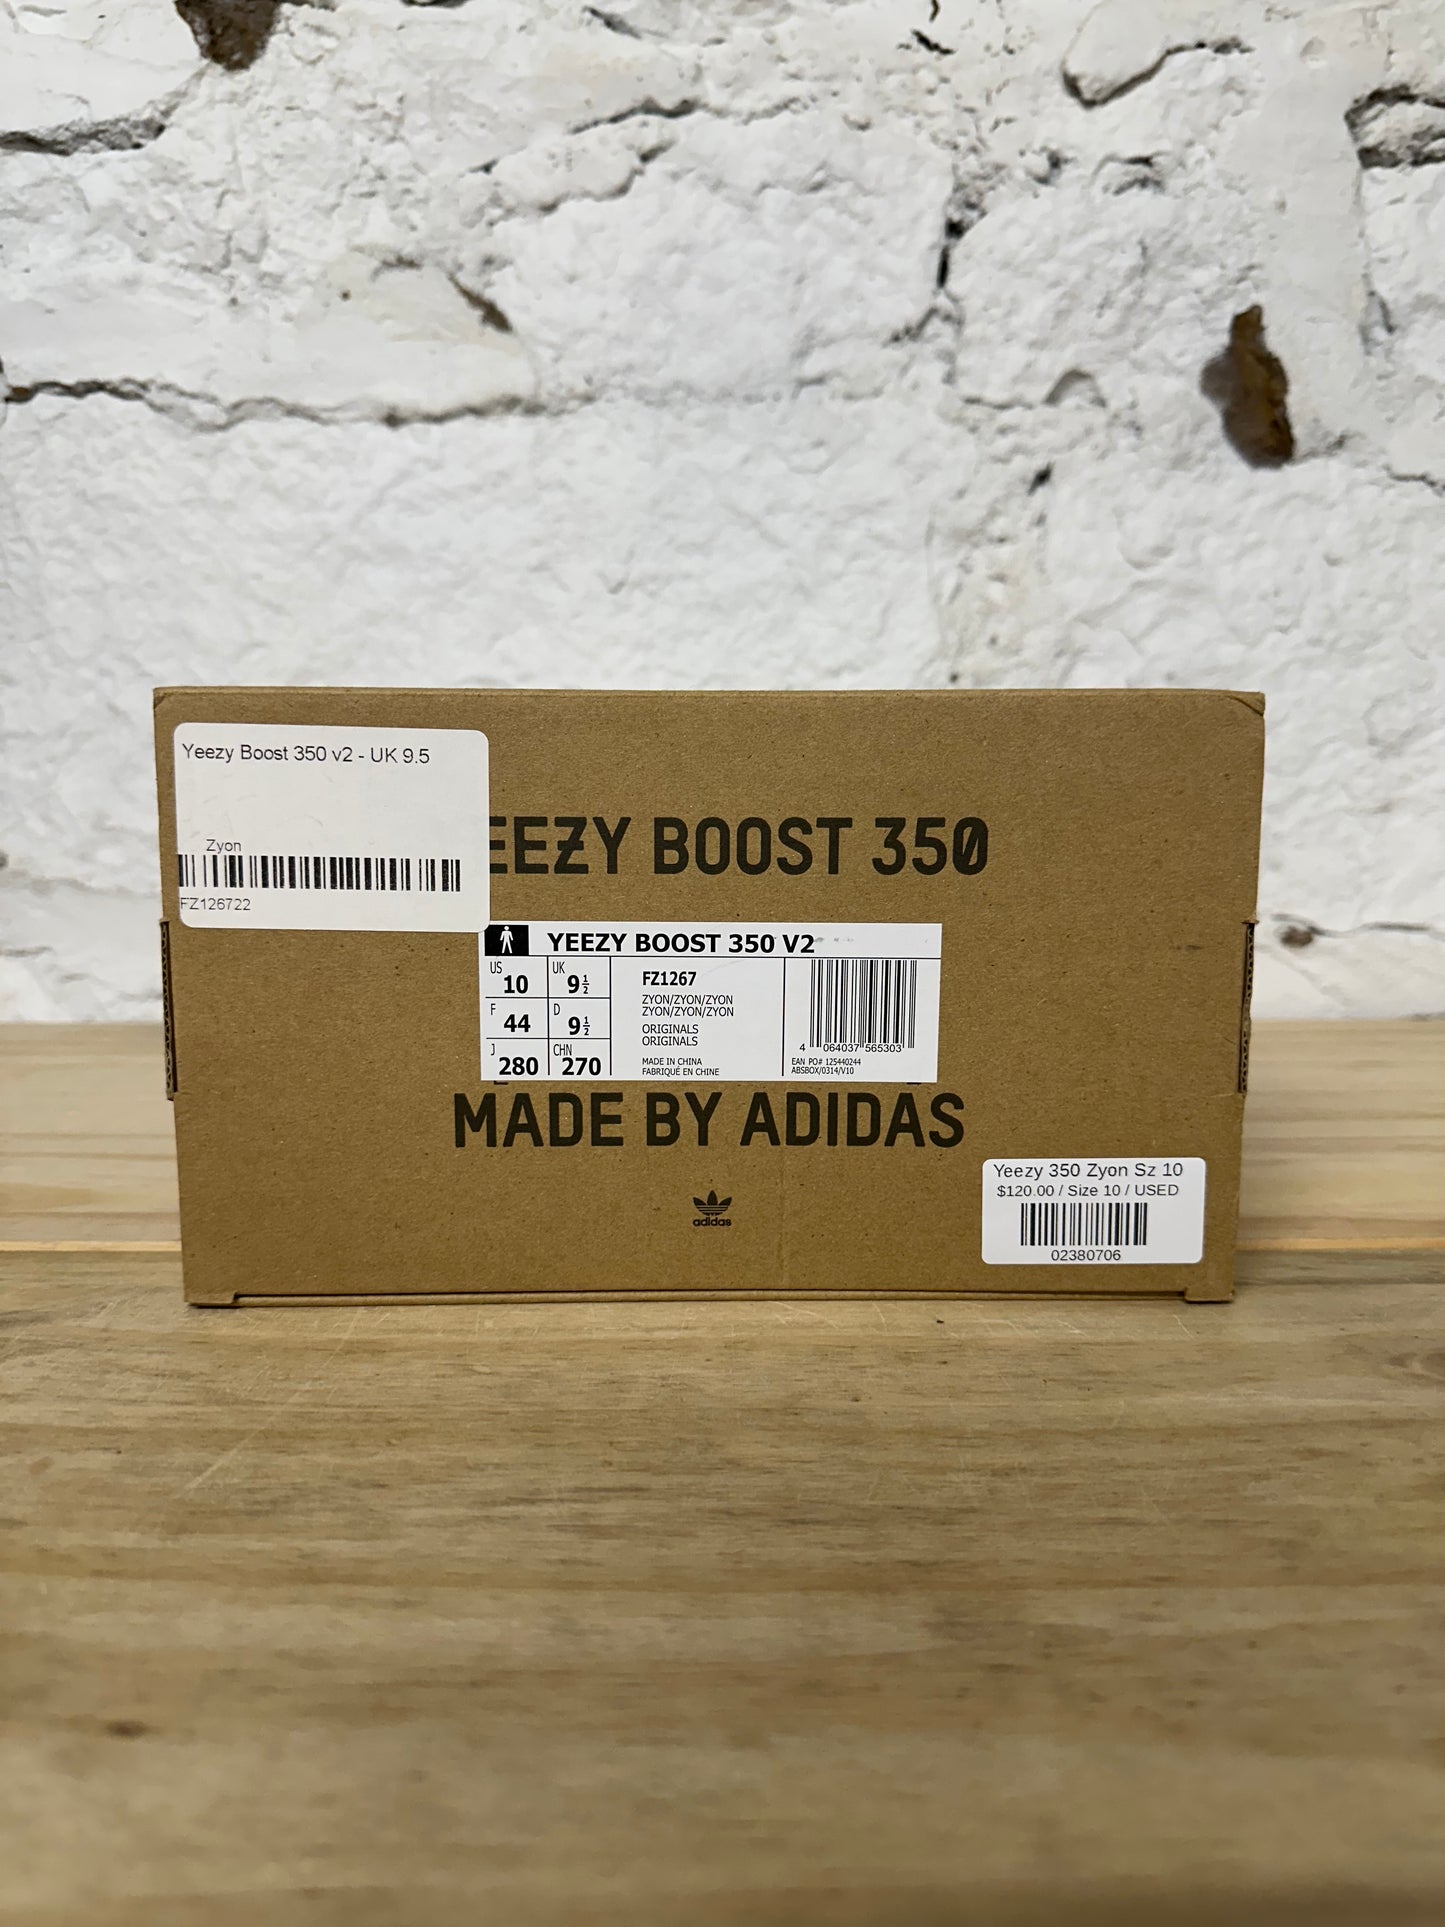 Yeezy Boost 350 v2 - UK 9.5
Zyon
FZ126722
EEZY BOOST 350
YEEZY BOOST 350 V2
US 10 UK 9½
F 44 D 9½
J 280 CHN 270
FZ1267
ZYON/ZYON/ZYON
ZYON/ZYON/ZYON
ORIGINALS
ORIGINALS
MADE IN CHINA
FABRIQUÉ EN CHINE
4 064037 565303
EAN PO# 125440244
ABSBOX/0314/V10
MADE BY ADIDAS
adidas
Yeezy 350 Zyon Sz 10
$120.00 / Size 10 / USED
02380706